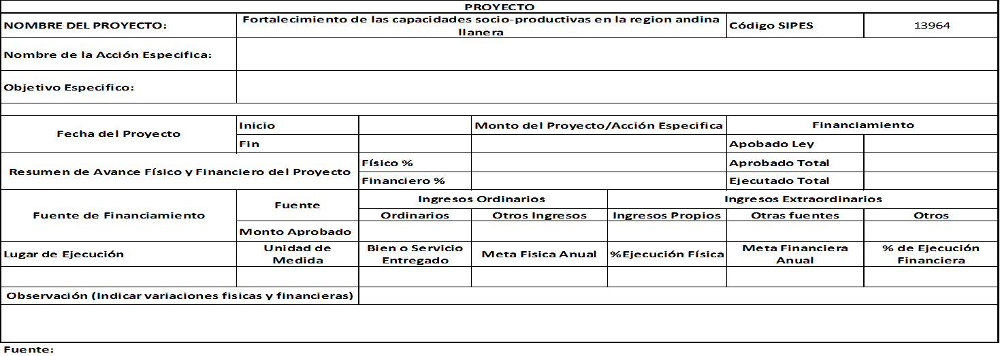 PROYECTO
NOMBRE DEL PROYECTO:
Fortalecimiento de las capacidades socio-productivas en la region andina
llanera
Código SIPES
13964
Nombre de la Acción Especifica:
Objetivo Especifico:
Fecha del Proyecto
Inicio
Monto del Proyecto/Acción Especifica
Financiamiento
Fin
Apobado Ley
Resumen de Avance Físico y Financiero del Proyecto
Físico %
Aprobado Total
Financiero %
Ejecutado Total
Fuente de Financiamiento
Fuente
Ingresos Ordinarios
Ingresos Extraordinarios
Ordinarios
Otros Ingresos
Ingresos Propios
Otras fuentes
Otros
Monto Aprobado
Lugar de Ejecución
Unidad de
Medida
Bien o Servicio
Entregado
Meta Fisica Anual
%Ejecución Física
Meta Financiera
Anual
% de Ejecución
Financiera
Observación (Indicar variaciones fisicas y financieras)
Fuente: